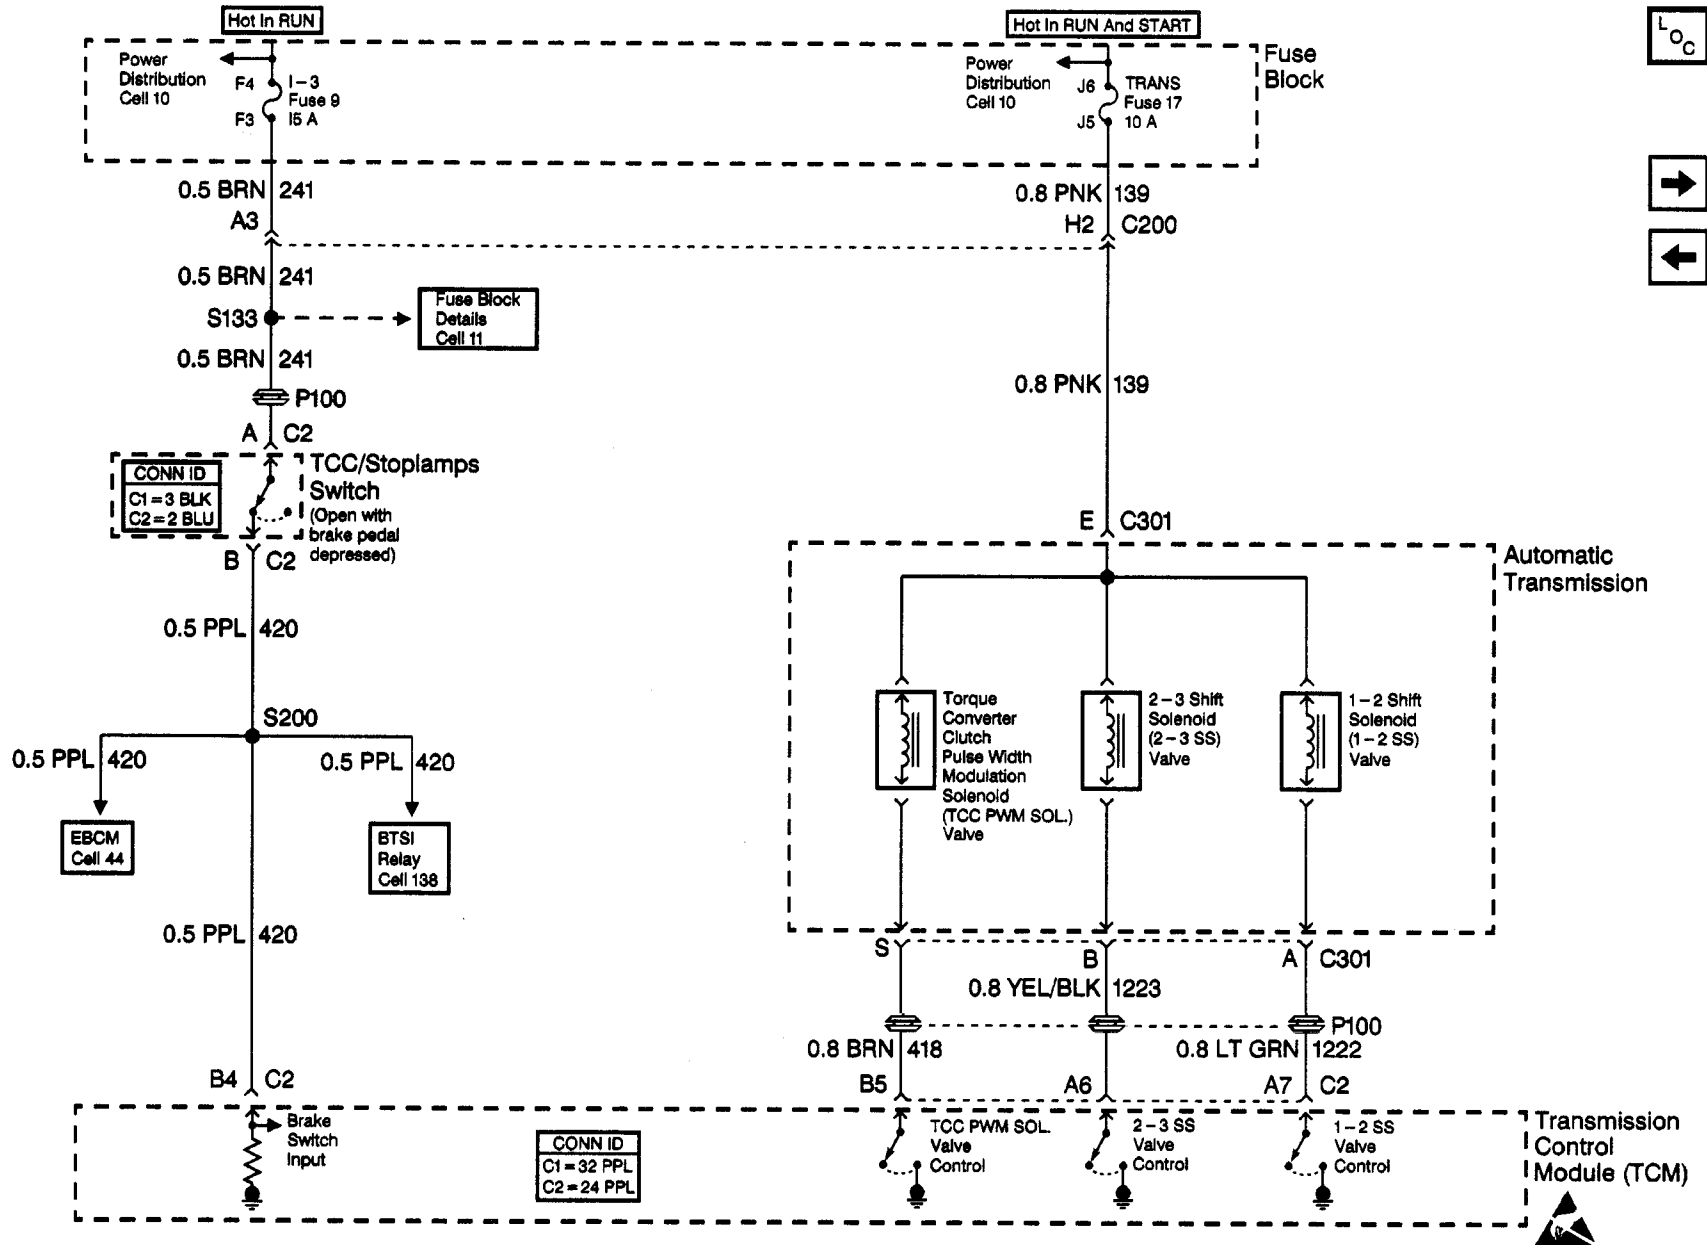 Hot In RUN
Hot In RUN And START
LOC
Power
Distribution
Cell 10
F4
I–3
Fuse 9
F3
15 A
Power
Distribution
Cell 10
J6
TRANS
Fuse 17
J5
10 A
Fuse
Block
0.5 BRN 241
A3
0.8 PNK 139
H2 C200
0.5 BRN 241
S133
Fuse Block
Details
Cell 11
0.5 BRN 241
P100
0.8 PNK 139
A C2
CONN ID
C1=3 BLK
C2=2 BLU
TCC/Stoplamps
Switch
(Open with
brake pedal
depressed)
B C2
E C301
Automatic
Transmission
0.5 PPL 420
S200
0.5 PPL 420
0.5 PPL 420
EBCM
Cell 44
BTSI
Relay
Cell 138
Torque
Converter
Clutch
Pulse Width
Modulation
Solenoid
(TCC PWM SOL.)
Valve
2–3 Shift
Solenoid
(2–3 SS)
Valve
1–2 Shift
Solenoid
(1–2 SS)
Valve
0.5 PPL 420
S
B
A C301
0.8 YEL/BLK 1223
P100
0.8 BRN 418
0.8 LT GRN 1222
B4 C2
B5
A6
A7 C2
Brake
Switch
Input
CONN ID
C1=32 PPL
C2=24 PPL
TCC PWM SOL.
Valve
Control
2–3 SS
Valve
Control
1–2 SS
Valve
Control
Transmission
Control
Module (TCM)